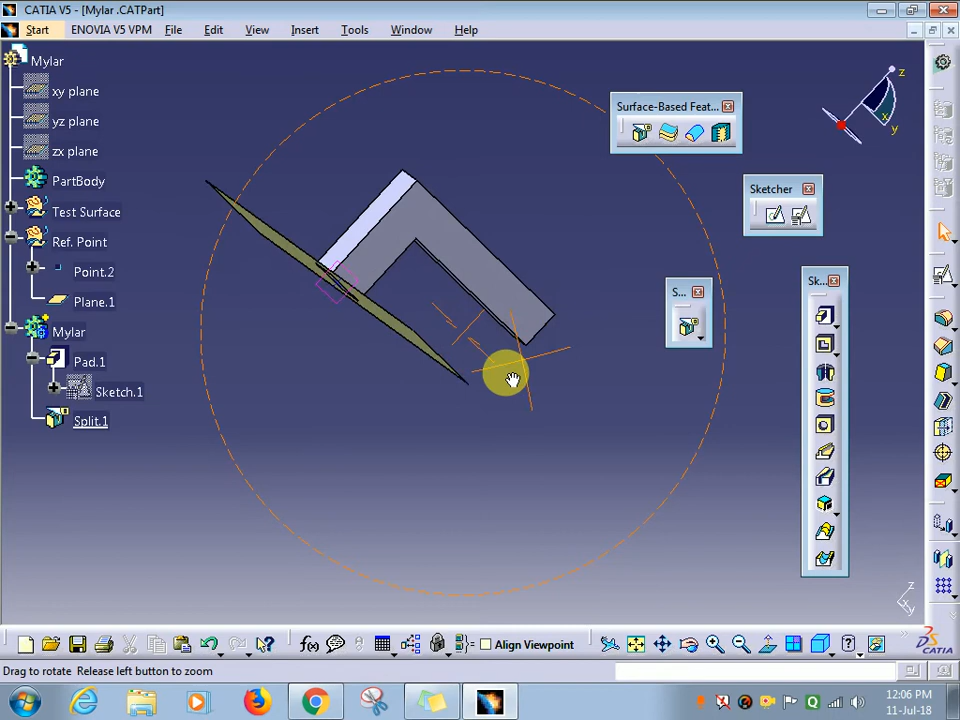 CATIA V5 - [Mylar .CATPart]
Start ENOVIA V5 VPM File Edit View Insert Tools Window Help
Mylar
xy plane
yz plane
zx plane
PartBody
Test Surface
Ref. Point
Point.2
Plane.1
Mylar
Pad.1
Sketch.1
Split.1
Surface-Based Feat...
Sketcher
S...
Sk...
z
x
y
z
x
y
f(x)
Align Viewpoint
CATIA
Drag to rotate Release left button to zoom
12:06 PM
11-Jul-18